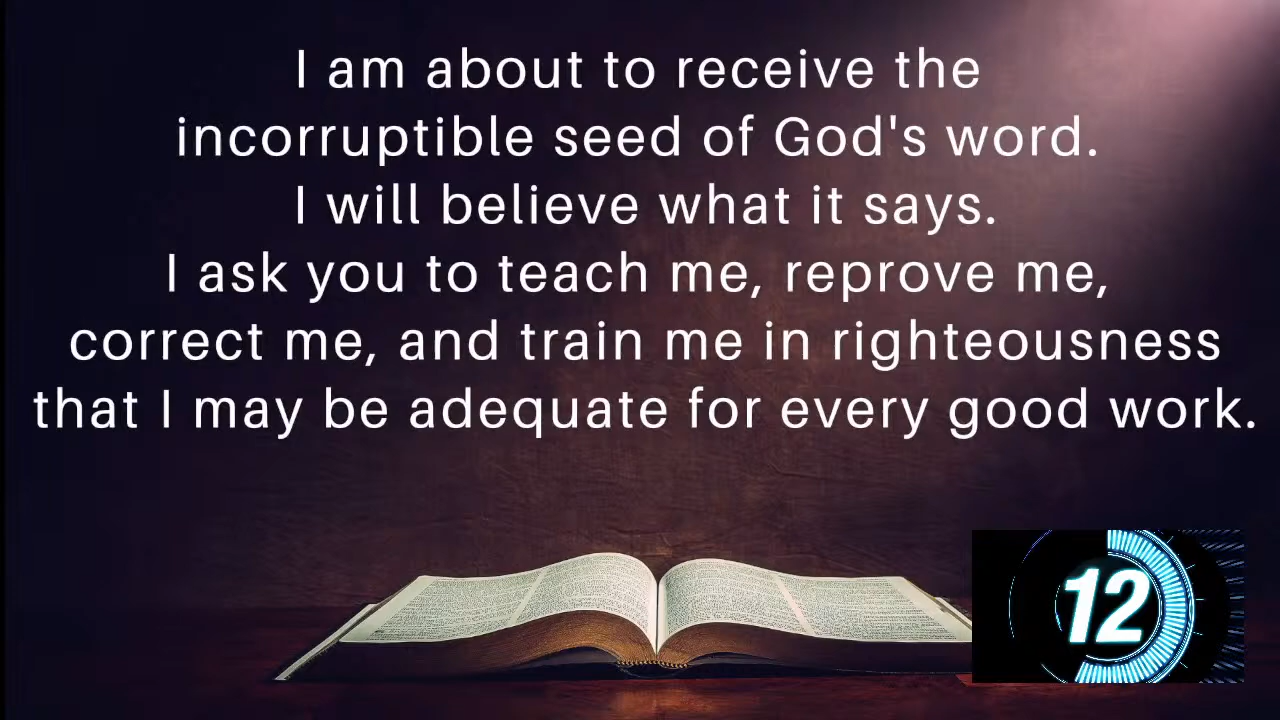 I am about to receive the
incorruptible seed of God's word.
I will believe what it says.
I ask you to teach me, reprove me,
correct me, and train me in righteousness
that I may be adequate for every good work.
12